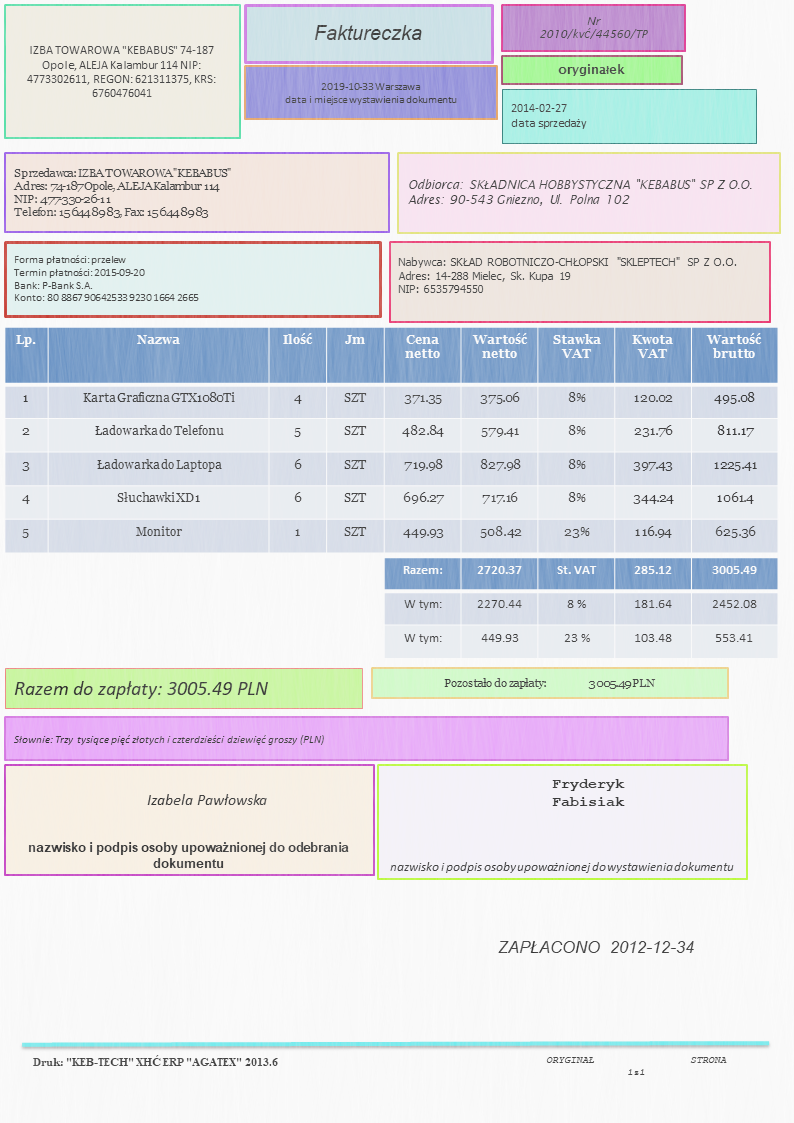 IZBA TOWAROWA "KEBABUS" 74-187
Opole, ALEJA Kalambur 114 NIP:
4773302611, REGON: 621311375, KRS:
6760476041
Faktureczka
2019-10-33 Warszawa
data i miejsce wystawienia dokumentu
Nr
2010/kvć/44560/TP
oryginałek
2014-02-27
data sprzedaży
Sprzedawca: IZBA TOWAROWA "KEBABUS"
Adres: 74-187 Opole, ALEJA Kalambur 114
NIP: 477-330-26-11
Telefon: 156448983, Fax: 156448983
Odbiorca: SKŁADNICA HOBBYSTYCZNA "KEBABUS" SP Z O.O.
Adres: 90-543 Gniezno, Ul. Polna 102
Forma płatności: przelew
Termin płatności: 2015-09-20
Bank: P-Bank S.A.
Konto: 80 8867 9064 2533 9230 1664 2665
Nabywca: SKŁAD ROBOTNICZO-CHŁOPSKI "SKLEPTECH" SP Z O.O.
Adres: 14-288 Mielec, Sk. Kupa 19
NIP: 6535794550
Lp. Nazwa Ilość Jm Cena netto Wartość netto Stawka VAT Kwota VAT Wartość brutto
1 Karta Graficzna GTX1080Ti 4 SZT 371.35 375.06 8% 120.02 495.08
2 Ładowarka do Telefonu 5 SZT 482.84 579.41 8% 231.76 811.17
3 Ładowarka do Laptopa 6 SZT 719.98 827.98 8% 397.43 1225.41
4 Słuchawki XD1 6 SZT 696.27 717.16 8% 344.24 1061.4
5 Monitor 1 SZT 449.93 508.42 23% 116.94 625.36
Razem: 2720.37 St. VAT 285.12 3005.49
W tym: 2270.44 8 % 181.64 2452.08
W tym: 449.93 23 % 103.48 553.41
Razem do zapłaty: 3005.49 PLN
Pozostało do zapłaty: 3005.49 PLN
Słownie: Trzy tysiące pięć złotych i czterdzieści dziewięć groszy (PLN)
Izabela Pawłowska
nazwisko i podpis osoby upoważnionej do odebrania
dokumentu
Fryderyk
Fabisiak
nazwisko i podpis osoby upoważnionej do wystawienia dokumentu
ZAPŁACONO 2012-12-34
Druk: "KEB-TECH" XHĆ ERP "AGATEX" 2013.6
ORYGINAŁ STRONA
1 z 1